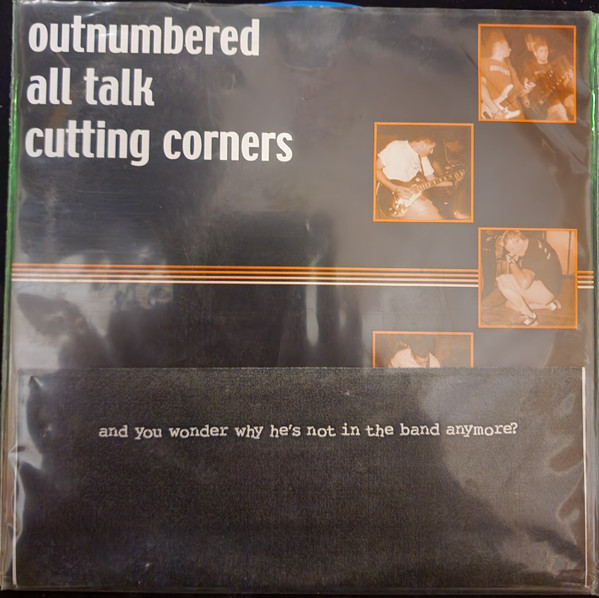 outnumbered
all talk
cutting corners
and you wonder why he's not in the band anymore?